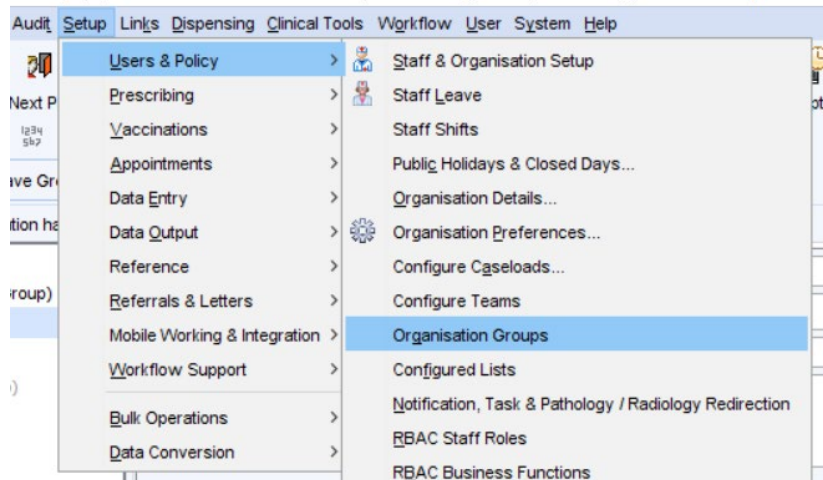 Audit Setup Links Dispensing Clinical Tools Workflow User System Help
Next P
1234
567
ave Gr
tion ha
roup)
Users & Policy >
Prescribing >
Vaccinations >
Appointments >
Data Entry >
Data Output >
Reference >
Referrals & Letters >
Mobile Working & Integration >
Workflow Support >
Bulk Operations >
Data Conversion >
Staff & Organisation Setup
Staff Leave
Staff Shifts
Public Holidays & Closed Days...
Organisation Details...
Organisation Preferences...
Configure Caseloads...
Configure Teams
Organisation Groups
Configured Lists
Notification, Task & Pathology / Radiology Redirection
RBAC Staff Roles
RBAC Business Functions